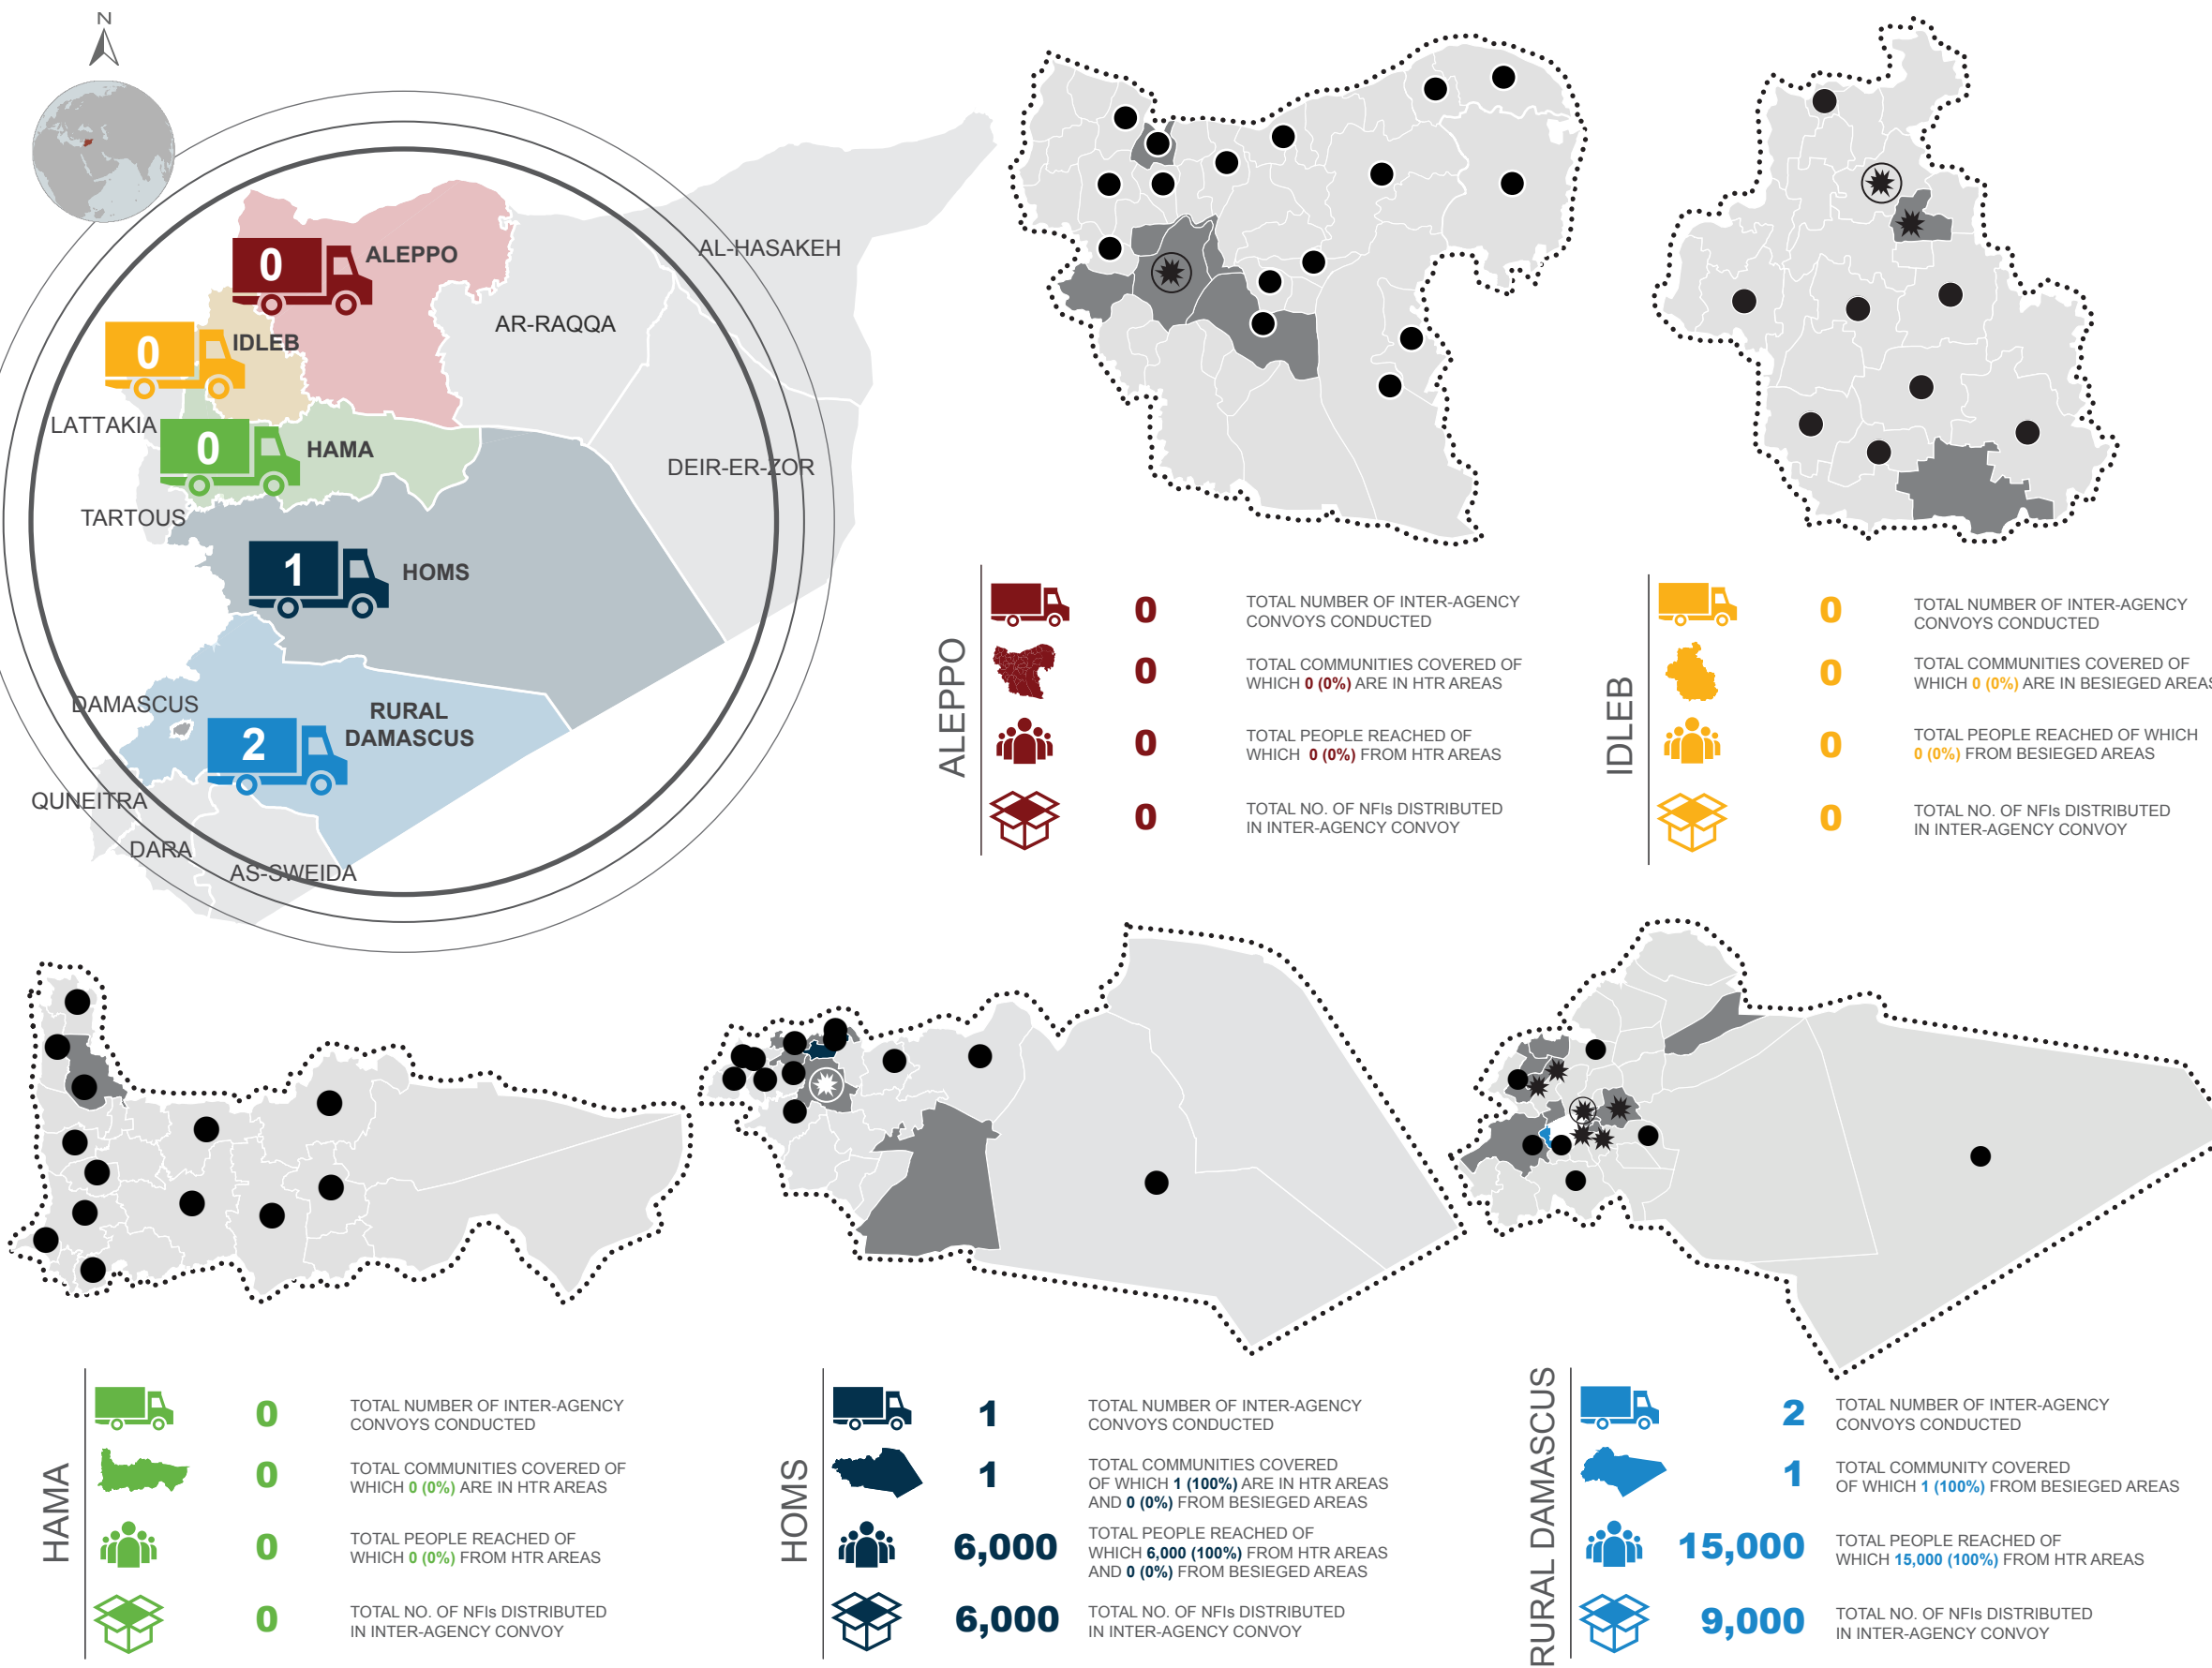 N
0
ALEPPO
AL-HASAKEH
AR-RAQQA
0
IDLEB
LATTAKIA
0
HAMA
DEIR-ER-ZOR
TARTOUS
1
HOMS
DAMASCUS
RURAL
DAMASCUS
2
QUNEITRA
DARA
AS-SWEIDA
ALEPPO
0
TOTAL NUMBER OF INTER-AGENCY
CONVOYS CONDUCTED
0
TOTAL COMMUNITIES COVERED OF
WHICH 0 (0%) ARE IN HTR AREAS
0
TOTAL PEOPLE REACHED OF
WHICH 0 (0%) FROM HTR AREAS
0
TOTAL NO. OF NFIs DISTRIBUTED
IN INTER-AGENCY CONVOY
IDLEB
0
TOTAL NUMBER OF INTER-AGENCY
CONVOYS CONDUCTED
0
TOTAL COMMUNITIES COVERED OF
WHICH 0 (0%) ARE IN BESIEGED AREAS
0
TOTAL PEOPLE REACHED OF WHICH
0 (0%) FROM BESIEGED AREAS
0
TOTAL NO. OF NFIs DISTRIBUTED
IN INTER-AGENCY CONVOY
HAMA
0
TOTAL NUMBER OF INTER-AGENCY
CONVOYS CONDUCTED
0
TOTAL COMMUNITIES COVERED OF
WHICH 0 (0%) ARE IN HTR AREAS
0
TOTAL PEOPLE REACHED OF
WHICH 0 (0%) FROM HTR AREAS
0
TOTAL NO. OF NFIs DISTRIBUTED
IN INTER-AGENCY CONVOY
HOMS
1
TOTAL NUMBER OF INTER-AGENCY
CONVOYS CONDUCTED
1
TOTAL COMMUNITIES COVERED
OF WHICH 1 (100%) ARE IN HTR AREAS
AND 0 (0%) FROM BESIEGED AREAS
6,000
TOTAL PEOPLE REACHED OF
WHICH 6,000 (100%) FROM HTR AREAS
AND 0 (0%) FROM BESIEGED AREAS
6,000
TOTAL NO. OF NFIs DISTRIBUTED
IN INTER-AGENCY CONVOY
RURAL DAMASCUS
2
TOTAL NUMBER OF INTER-AGENCY
CONVOYS CONDUCTED
1
TOTAL COMMUNITY COVERED
OF WHICH 1 (100%) FROM BESIEGED AREAS
15,000
TOTAL PEOPLE REACHED OF
WHICH 15,000 (100%) FROM HTR AREAS
9,000
TOTAL NO. OF NFIs DISTRIBUTED
IN INTER-AGENCY CONVOY